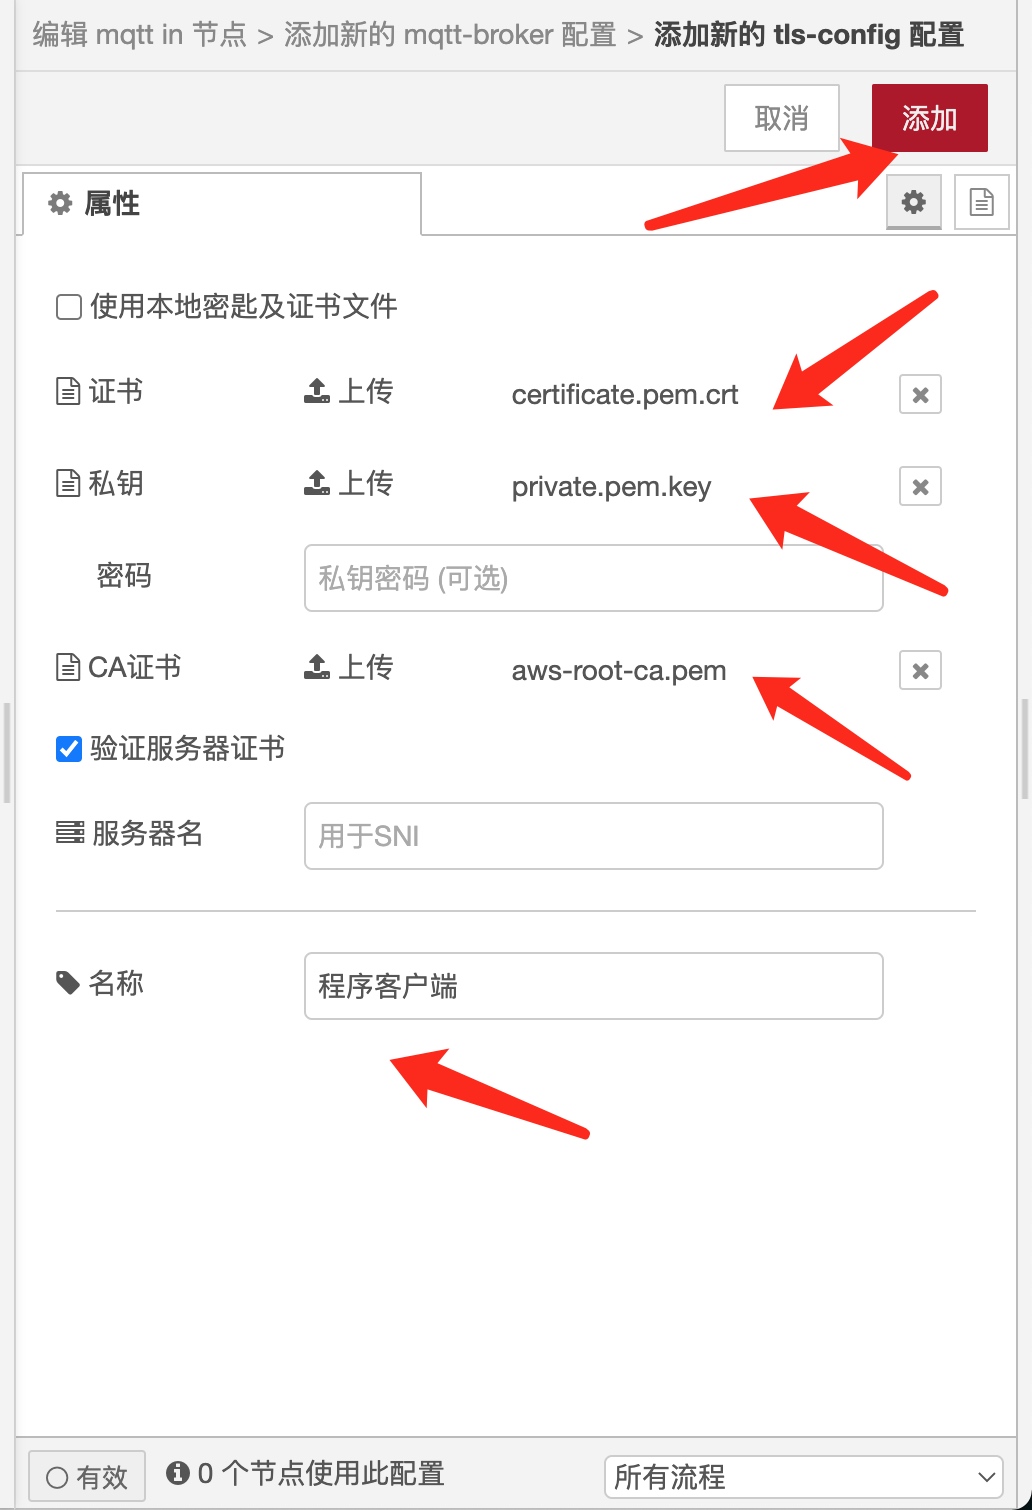 编辑 mqtt in 节点 > 添加新的 mqtt-broker 配置 > 添加新的 tls-config 配置
取消 添加
属性
使用本地密匙及证书文件
证书 上传 certificate.pem.crt
私钥 上传 private.pem.key
密码 私钥密码 (可选)
CA证书 上传 aws-root-ca.pem
验证服务器证书
服务器名 用于SNI
名称 程序客户端
有效 0 个节点使用此配置 所有流程